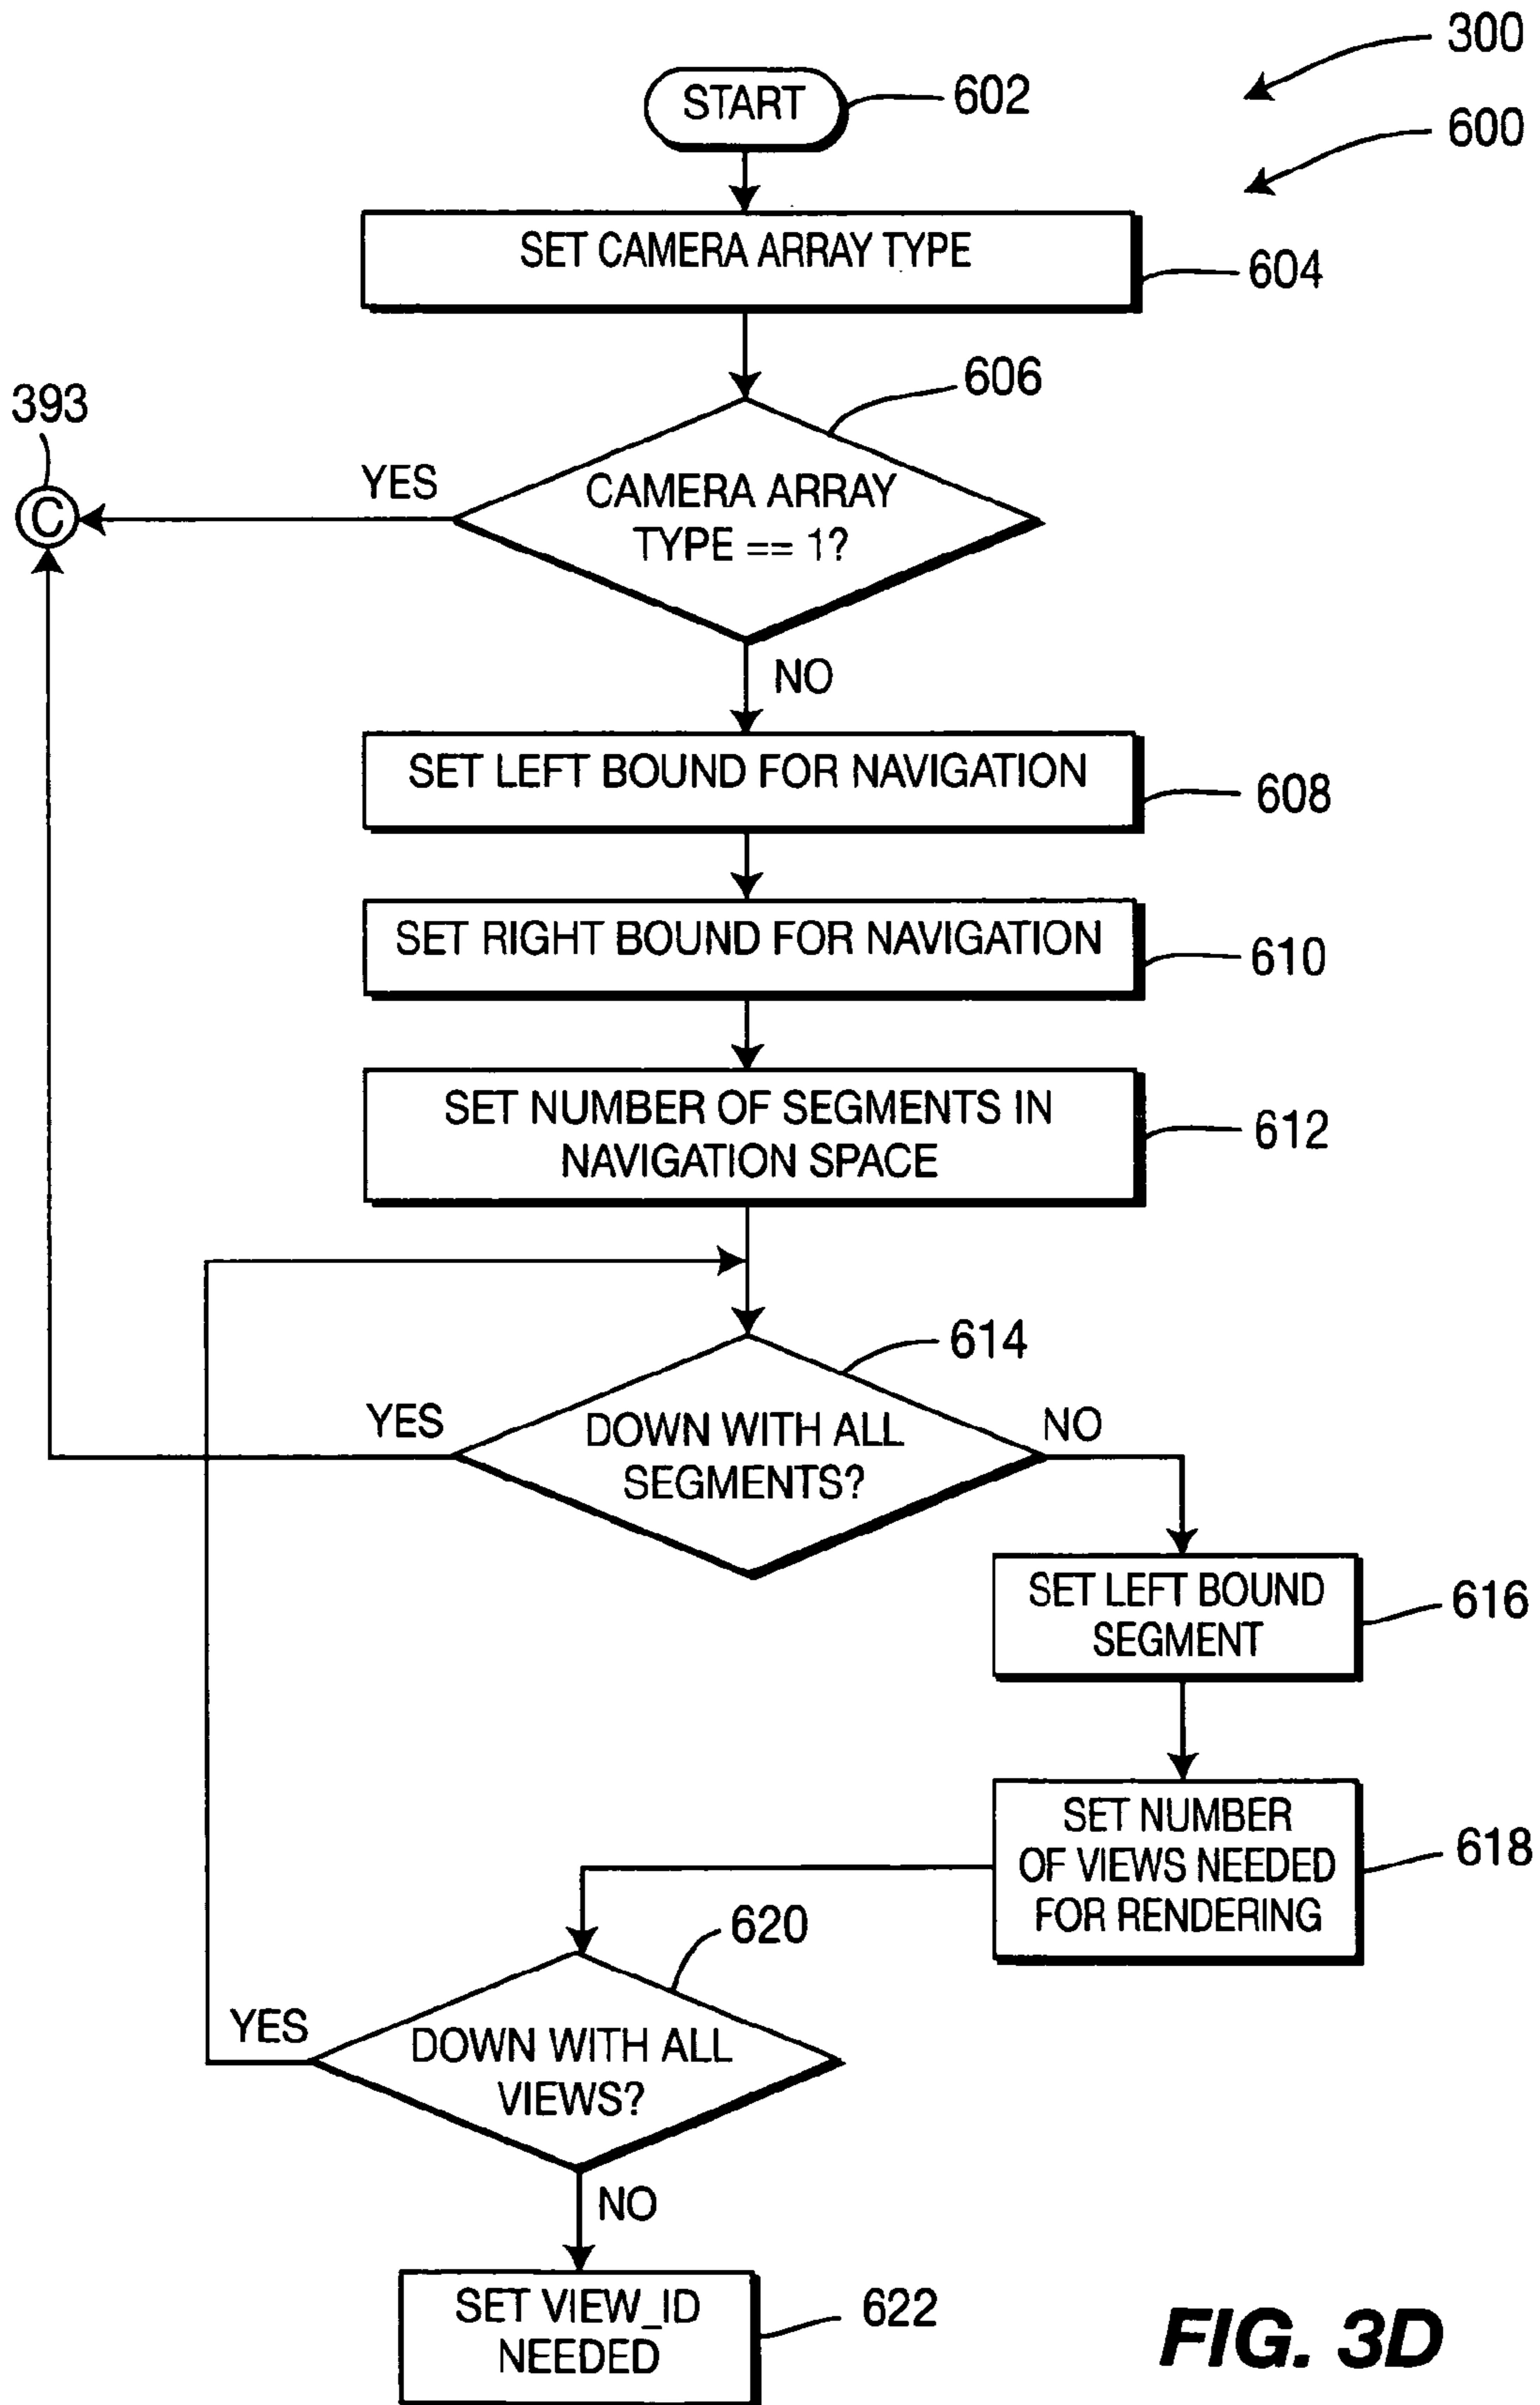 300
START
602
600
SET CAMERA ARRAY TYPE
604
606
393
YES
CAMERA ARRAY
TYPE == 1?
C
NO
SET LEFT BOUND FOR NAVIGATION
608
SET RIGHT BOUND FOR NAVIGATION
610
SET NUMBER OF SEGMENTS IN
NAVIGATION SPACE
612
614
YES
DOWN WITH ALL
SEGMENTS?
NO
SET LEFT BOUND
SEGMENT
616
SET NUMBER
OF VIEWS NEEDED
FOR RENDERING
618
620
YES
DOWN WITH ALL
VIEWS?
NO
SET VIEW_ID
NEEDED
622
FIG. 3D